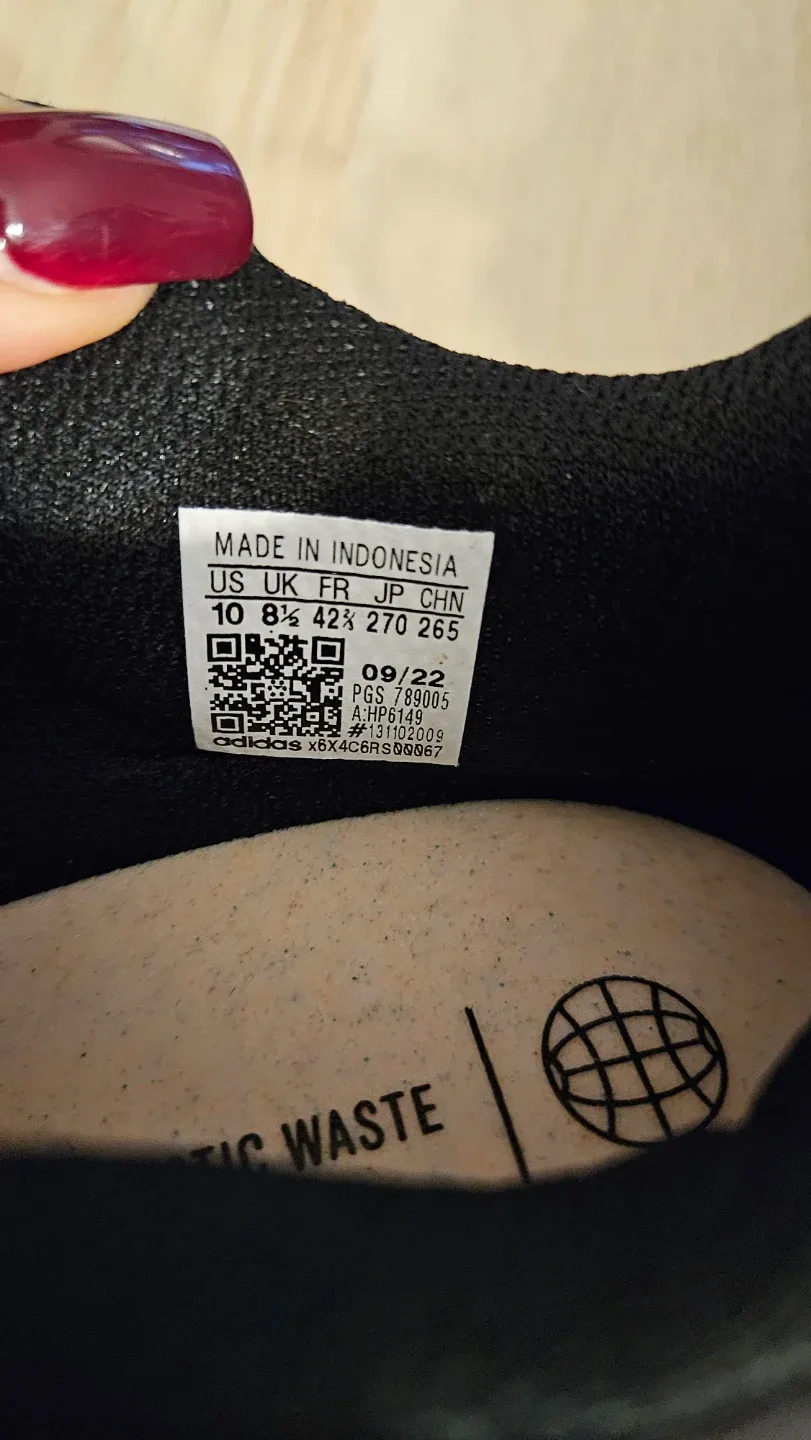 MADE IN INDONESIA
US UK FR JP CHN
10 8½ 42⅔ 270 265
09/22
PGS 789005
A:HP6149
#131102009
adidas x6X4C6RS00067
WASTE